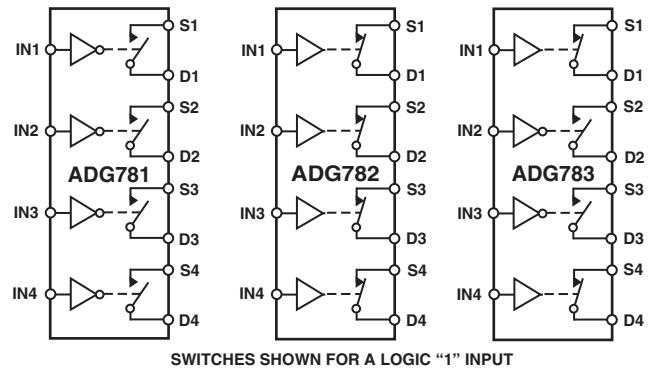 S1
IN1
D1
S2
IN2
D2
ADG781
S3
IN3
D3
S4
IN4
D4
S1
IN1
D1
S2
IN2
D2
ADG782
S3
IN3
D3
S4
IN4
D4
S1
IN1
D1
S2
IN2
D2
ADG783
S3
IN3
D3
S4
IN4
D4
SWITCHES SHOWN FOR A LOGIC “1” INPUT